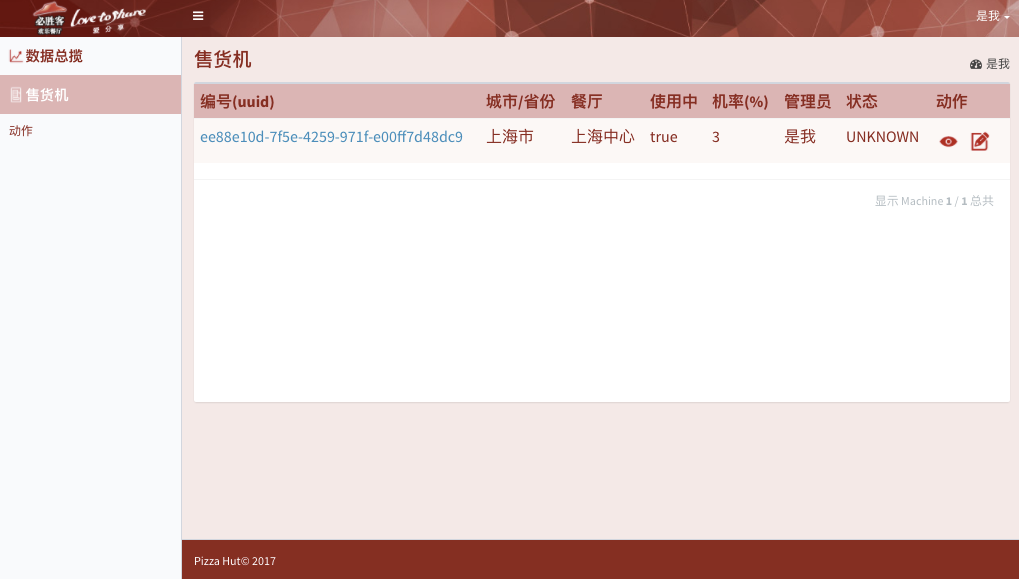 必胜客 Love to share
欢乐餐厅 爱分享
是我
数据总揽
售货机
动作
售货机
是我
编号(uuid) 城市/省份 餐厅 使用中 机率(%) 管理员 状态 动作
ee88e10d-7f5e-4259-971f-e00ff7d48dc9 上海市 上海中心 true 3 是我 UNKNOWN
显示 Machine 1 / 1 总共
Pizza Hut© 2017